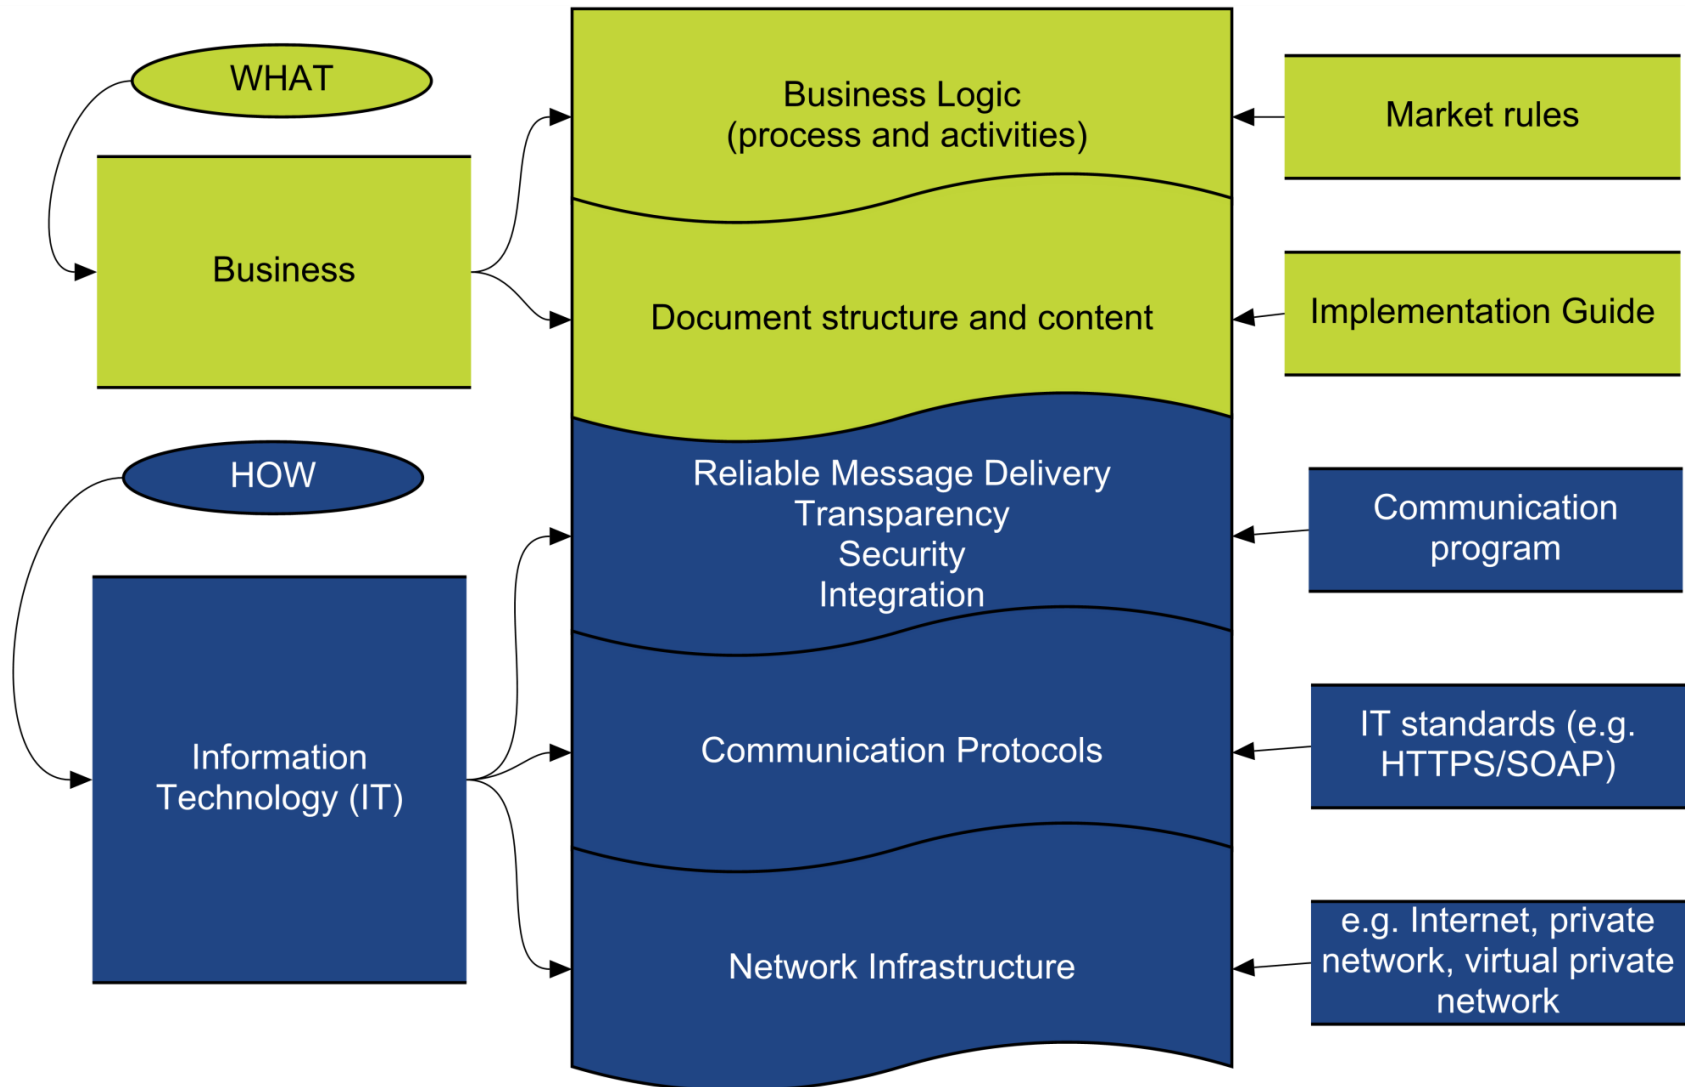 WHAT
Business
HOW
Information
Technology (IT)
Business Logic
(process and activities)
Document structure and content
Reliable Message Delivery
Transparency
Security
Integration
Communication Protocols
Network Infrastructure
Market rules
Implementation Guide
Communication
program
IT standards (e.g.
HTTPS/SOAP)
e.g. Internet, private
network, virtual private
network